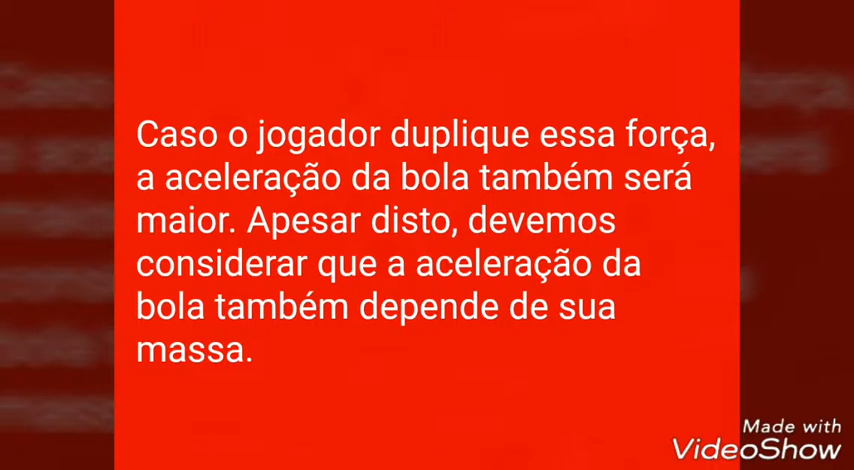 Caso o jogador duplique essa força,
a aceleração da bola também será
maior. Apesar disto, devemos
considerar que a aceleração da
bola também depende de sua
massa.
Made with
VideoShow